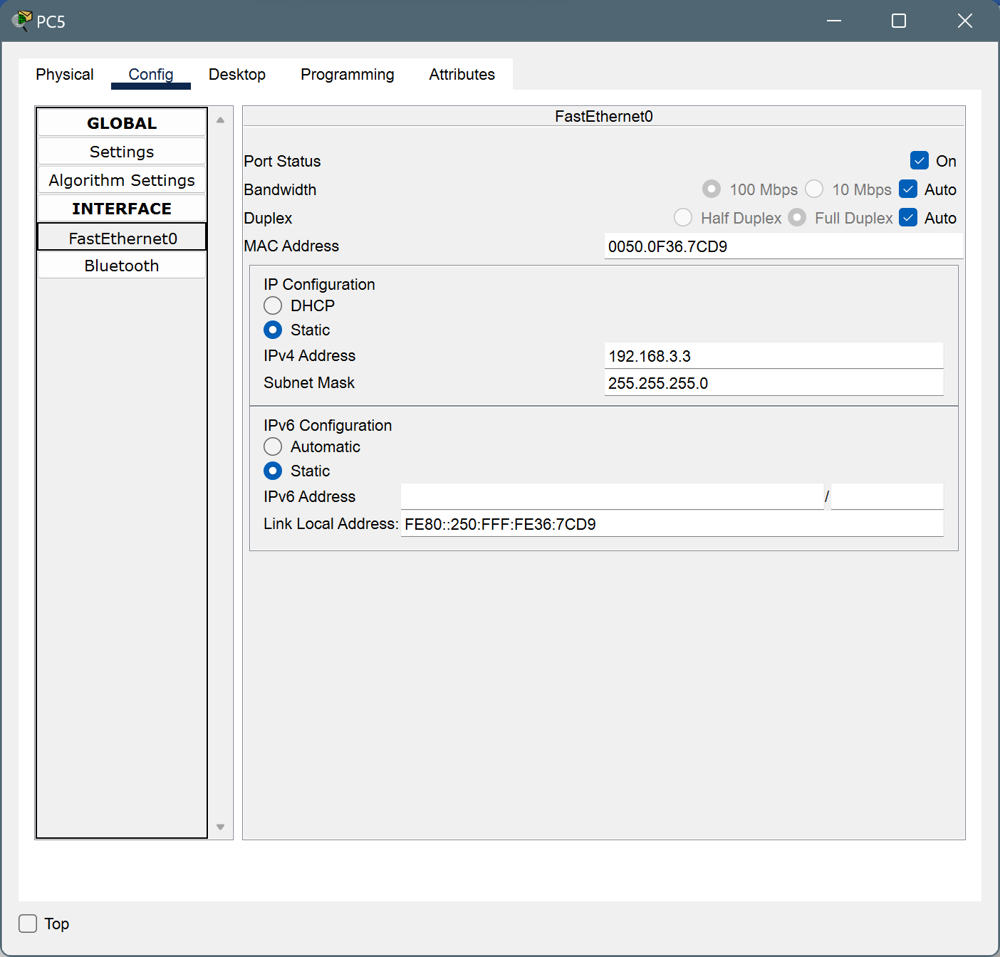 PC5
Physical Config Desktop Programming Attributes
GLOBAL
Settings
Algorithm Settings
INTERFACE
FastEthernet0
Bluetooth
FastEthernet0
Port Status On
Bandwidth 100 Mbps 10 Mbps Auto
Duplex Half Duplex Full Duplex Auto
MAC Address 0050.0F36.7CD9
IP Configuration
DHCP
Static
IPv4 Address 192.168.3.3
Subnet Mask 255.255.255.0
IPv6 Configuration
Automatic
Static
IPv6 Address /
Link Local Address: FE80::250:FFF:FE36:7CD9
Top